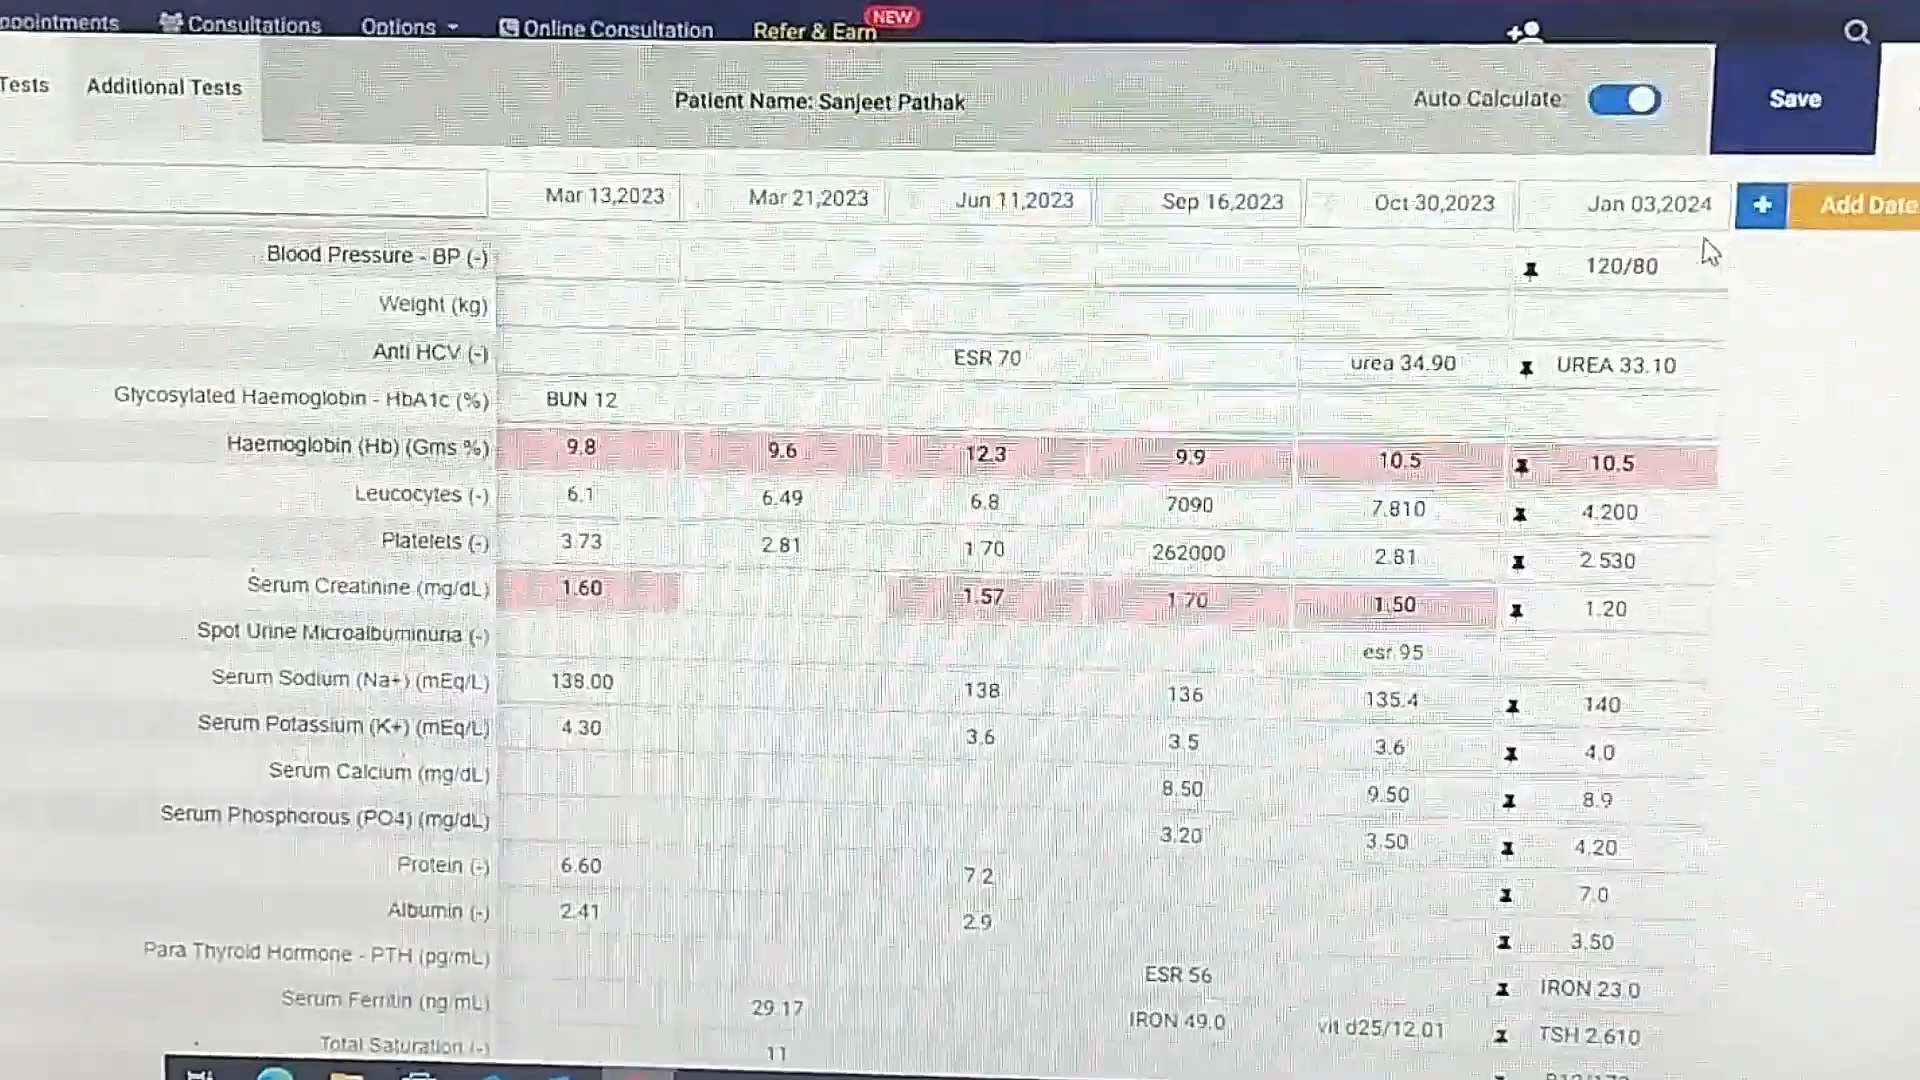 Consultations Options Online Consultation Refer & Earn NEW
Tests Additional Tests Patient Name: Sanjeet Pathak Auto Calculate Save
Mar 13,2023 Mar 21,2023 Jun 11,2023 Sep 16,2023 Oct 30,2023 Jan 03,2024 + Add Date
Blood Pressure - BP (-) 120/80
Weight (kg)
Anti HCV (-) ESR 70 urea 34.90 UREA 33.10
Glycosylated Haemoglobin - HbA1c (%) BUN 12
Haemoglobin (Hb) (Gms %) 9.8 9.6 12.3 9.9 10.5 10.5
Leucocytes (-) 6.1 6.49 6.8 7090 7.810 4.200
Platelets (-) 3.73 2.81 1.70 262000 2.81 2.530
Serum Creatinine (mg/dL) 1.60 1.57 1.70 1.50 1.20
Spot Urine Microalbuminuria (-) esr 95
Serum Sodium (Na+) (mEq/L) 138.00 138 136 135.4 140
Serum Potassium (K+) (mEq/L) 4.30 3.6 3.5 3.6 4.0
Serum Calcium (mg/dL) 8.50 9.50 8.9
Serum Phosphorous (PO4) (mg/dL) 3.20 3.50 4.20
Protein (-) 6.60 7.2 7.0
Albumin (-) 2.41 2.9 3.50
Para Thyroid Hormone - PTH (pg/mL) ESR 56 IRON 23.0
Serum Ferritin (ng/mL) 29.17 IRON 49.0 vit d25/12.01 TSH 2.610
Total Saturation (-) 11